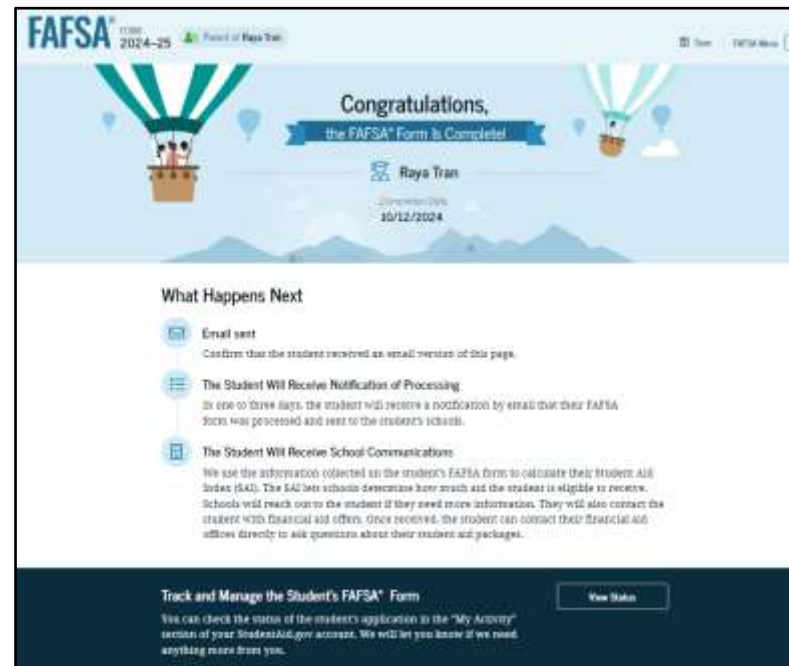 FAFSA®
FORM
2024–25
Parent of Raya Tran
Save
FAFSA Menu
Congratulations,
the FAFSA® Form Is Complete!
Raya Tran
Completion Date
10/12/2024
What Happens Next
Email sent
Confirm that the student received an email version of this page.
The Student Will Receive Notification of Processing
In one to three days, the student will receive a notification by email that their FAFSA
form was processed and sent to the student's schools.
The Student Will Receive School Communications
We use the information collected on the student's FAFSA form to calculate their Student Aid
Index (SAI). The SAI lets schools determine how much aid the student is eligible to receive.
Schools will reach out to the student if they need more information. They will also contact the
student with financial aid offers. Once received, the student can contact their financial aid
offices directly to ask questions about their student aid packages.
Track and Manage the Student's FAFSA® Form
View Status
You can check the status of the student's application in the "My Activity"
section of your StudentAid.gov account. We will let you know if we need
anything more from you.